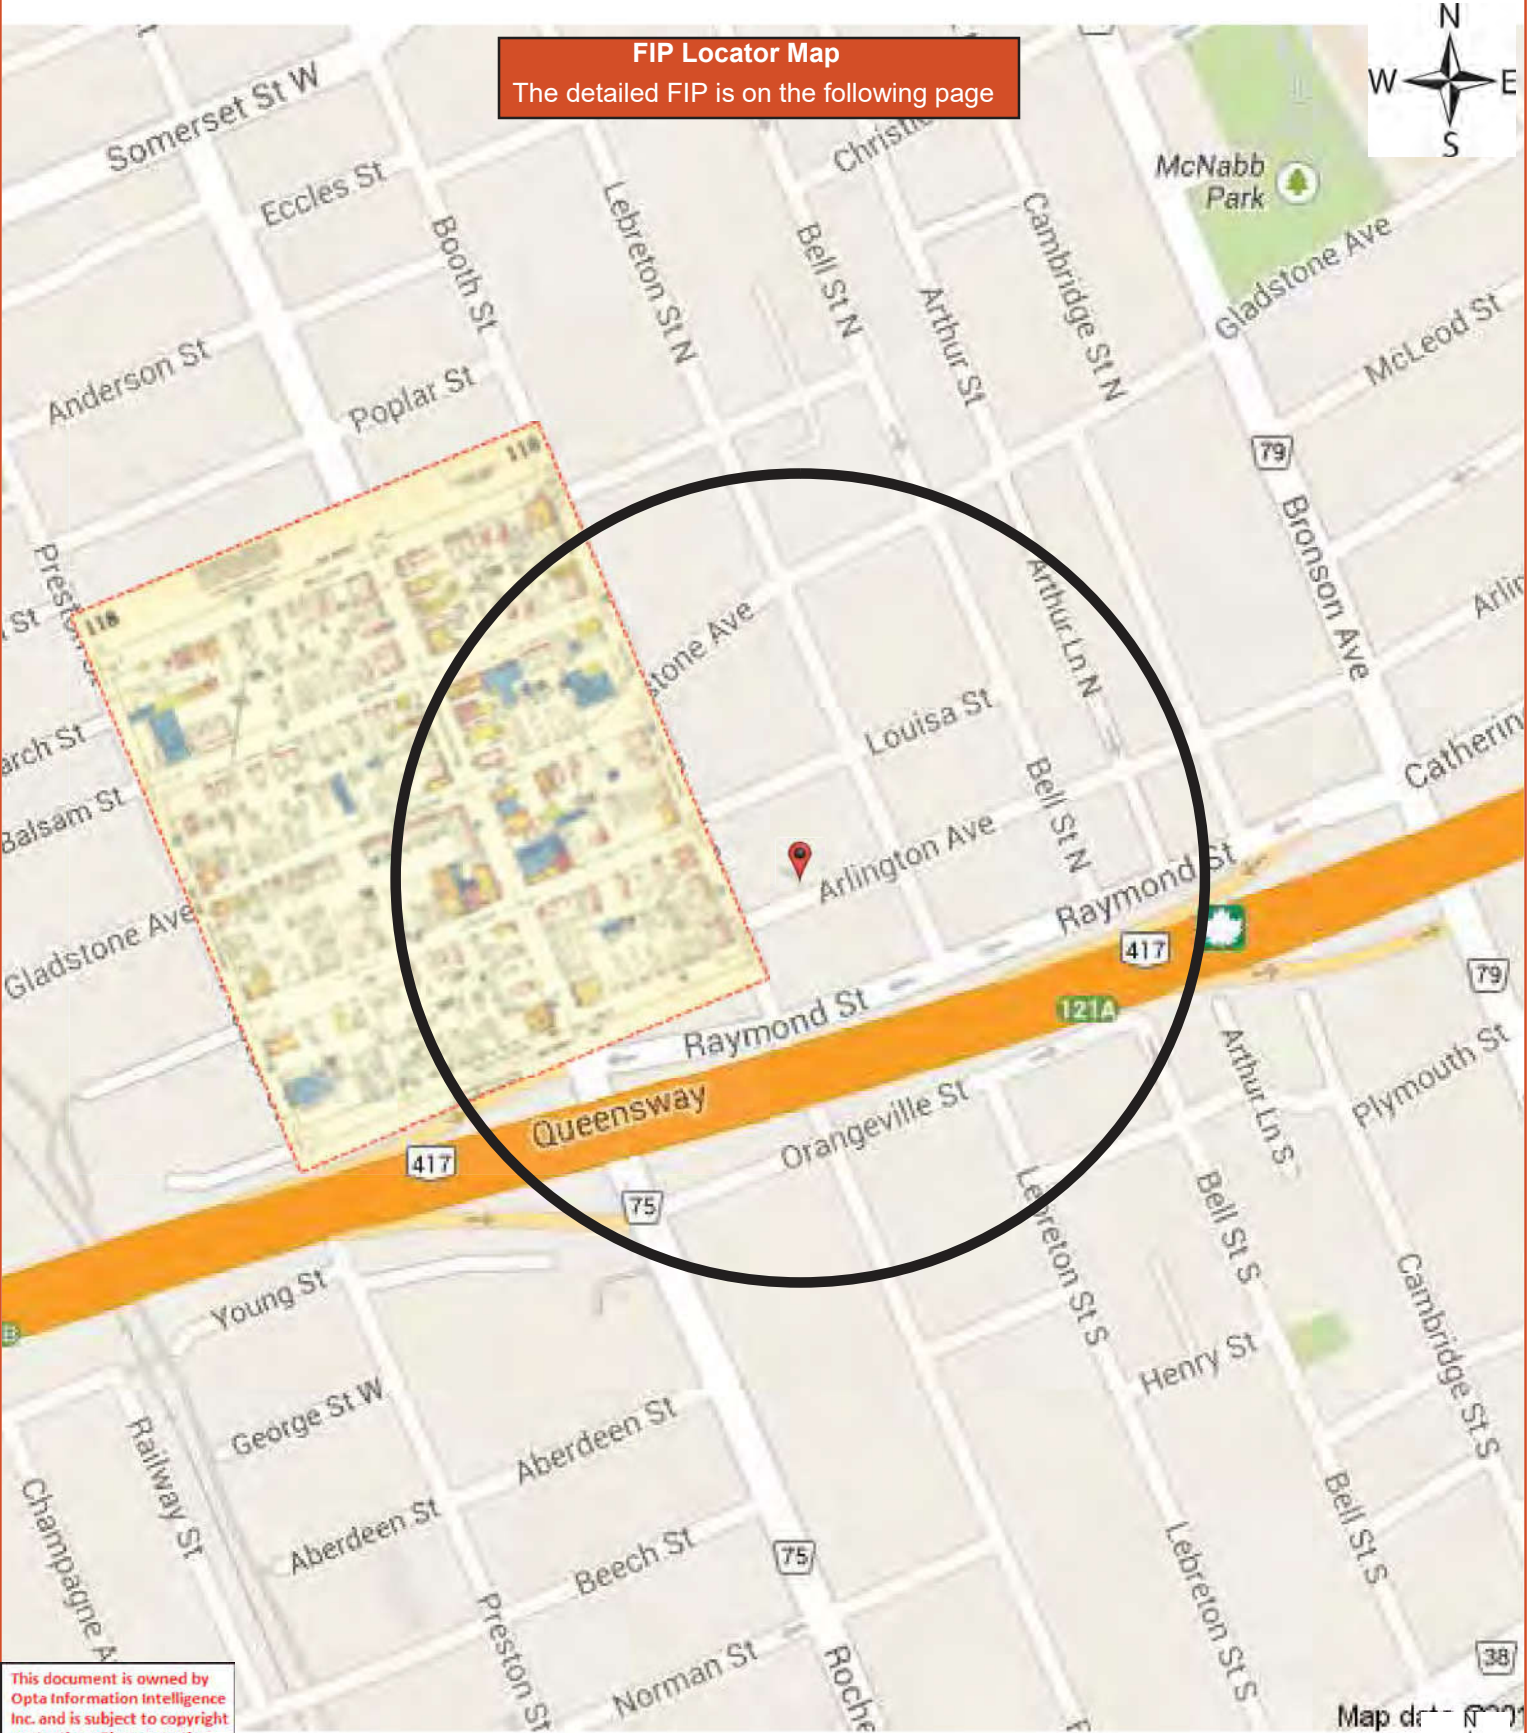 N
FIP Locator Map
The detailed FIP is on the following page
W
E
S
Somerset St W
Christie
McNabb
Park
Eccles St
Booth St
Lebreton St N
Bell St N
Cambridge St N
Gladstone Ave
Arthur St
McLeod St
Anderson St
Poplar St
118
79
118
Bronson Ave
Arthur Ln N
St
stone Ave
Louisa St
arch St
Catherin
Balsam St
Bell St N
Arlington Ave
Raymond St
Gladstone Ave
417
79
121A
Raymond St
Arthur Ln S
Plymouth St
Queensway
Orangeville St
417
75
Lebreton St S
Bell St S
Young St
Cambridge St S
Henry St
George St W
Aberdeen St
Railway St
Champagne A
Aberdeen St
Bell St S
Beech St
75
Lebreton St S
Preston St
Norman St
Roche
38
This document is owned by
Opta Information Intelligence
Inc. and is subject to copyright
Map
N